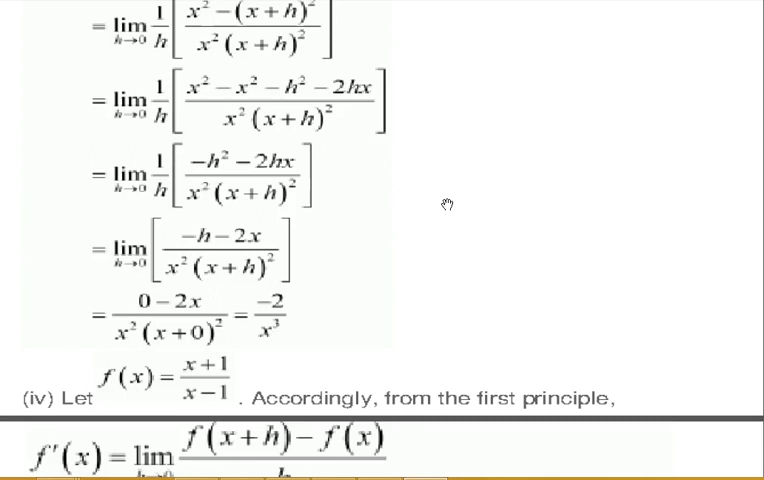 = lim h→0 1/h [ x² − (x + h)² / x² (x + h)² ]
= lim h→0 1/h [ x² − x² − h² − 2hx / x² (x + h)² ]
= lim h→0 1/h [ −h² − 2hx / x² (x + h)² ]
= lim h→0 [ −h − 2x / x² (x + h)² ]
= 0 − 2x / x² (x + 0)² = −2 / x³
(iv) Let f (x) = x + 1 / x − 1 . Accordingly, from the first principle,
f′(x) = lim h→0 f (x + h) − f (x) / h